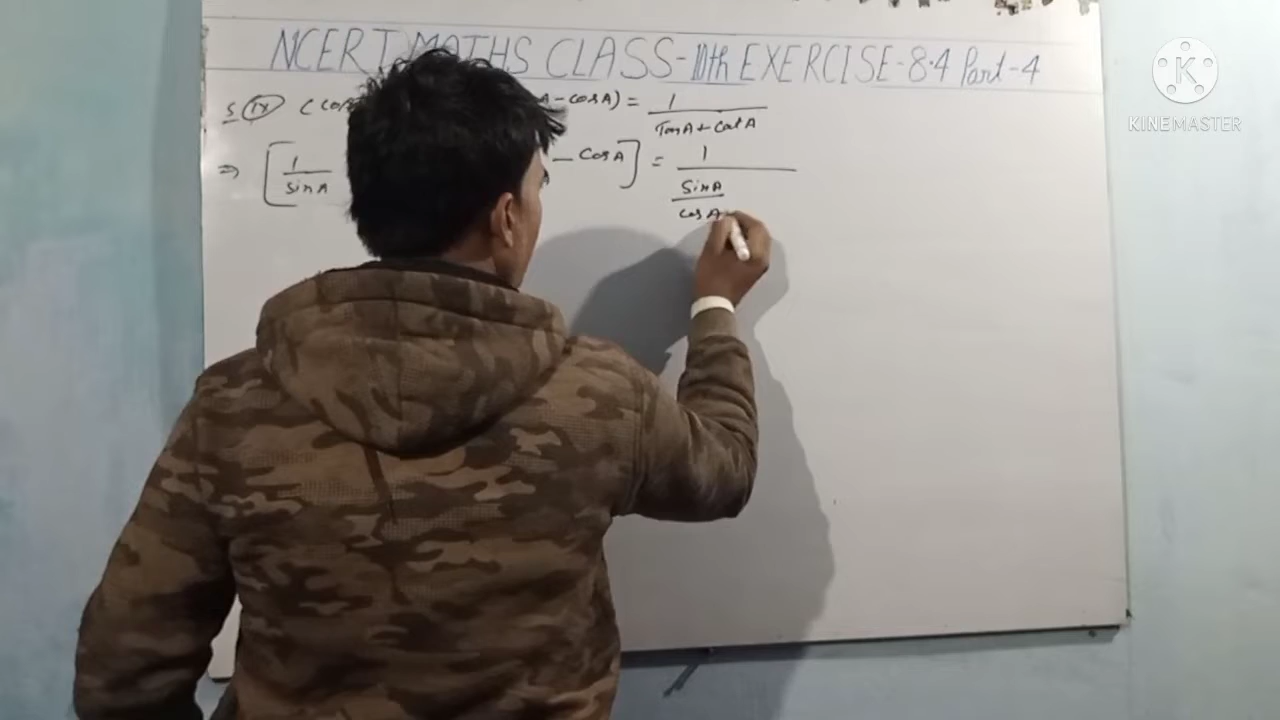 NCERT MATHS CLASS-10th EXERCISE-8.4 Part-4
5 (ix) (cos A - cosA) = 1 / TanA + CotA
⇒ [ 1 / sinA - CosA ] = 1 / SinA / cosA
K
KINEMASTER